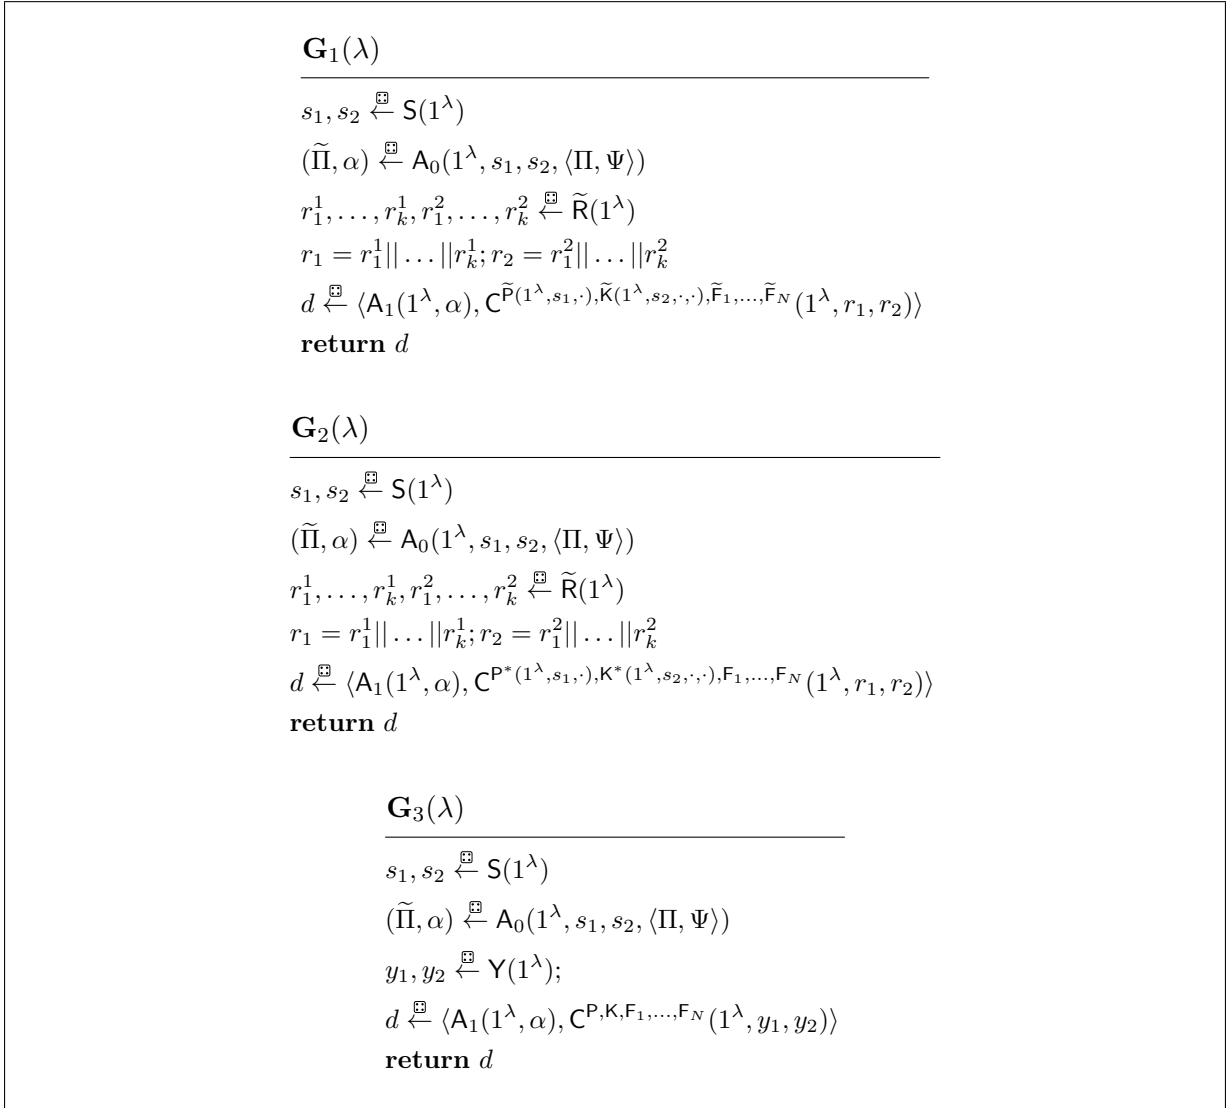 G₁(λ)
s₁, s₂ ←⚃ S(1^λ)
(Π̃, α) ←⚃ A₀(1^λ, s₁, s₂, ⟨Π, Ψ⟩)
r₁¹, …, r_k¹, r₁², …, r_k² ←⚃ R̃(1^λ)
r₁ = r₁¹||…||r_k¹; r₂ = r₁²||…||r_k²
d ←⚃ ⟨A₁(1^λ, α), C^{P̃(1^λ,s₁,·),K̃(1^λ,s₂,·,·),F̃₁,…,F̃_N}(1^λ, r₁, r₂)⟩
return d
G₂(λ)
s₁, s₂ ←⚃ S(1^λ)
(Π̃, α) ←⚃ A₀(1^λ, s₁, s₂, ⟨Π, Ψ⟩)
r₁¹, …, r_k¹, r₁², …, r_k² ←⚃ R̃(1^λ)
r₁ = r₁¹||…||r_k¹; r₂ = r₁²||…||r_k²
d ←⚃ ⟨A₁(1^λ, α), C^{P*(1^λ,s₁,·),K*(1^λ,s₂,·,·),F₁,…,F_N}(1^λ, r₁, r₂)⟩
return d
G₃(λ)
s₁, s₂ ←⚃ S(1^λ)
(Π̃, α) ←⚃ A₀(1^λ, s₁, s₂, ⟨Π, Ψ⟩)
y₁, y₂ ←⚃ Y(1^λ);
d ←⚃ ⟨A₁(1^λ, α), C^{P,K,F₁,…,F_N}(1^λ, y₁, y₂)⟩
return d